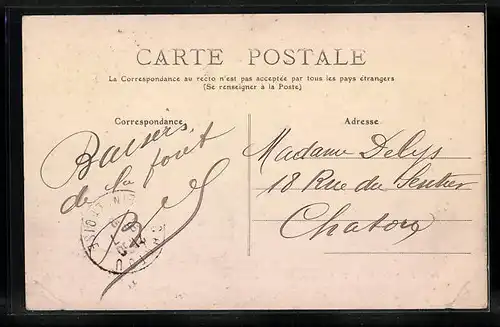 CARTE POSTALE
La Correspondance au recto n'est pas acceptée par tous les pays étrangers
(Se renseigner à la Poste)
Correspondance
Baisers
de la forêt
Adresse
Madame Delys
18 Rue du Sentier
Chatou